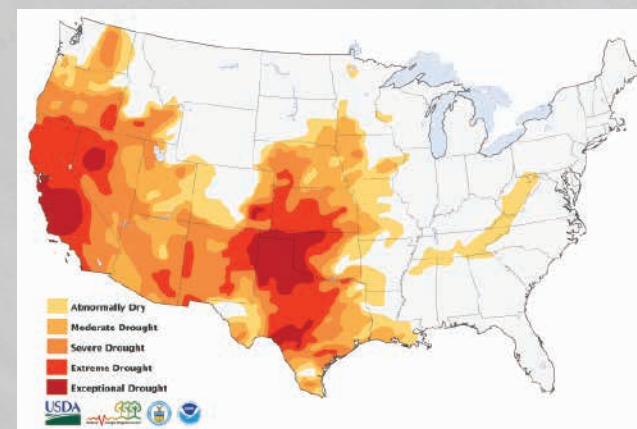 Abnormally Dry
Moderate Drought
Severe Drought
Extreme Drought
Exceptional Drought
USDA